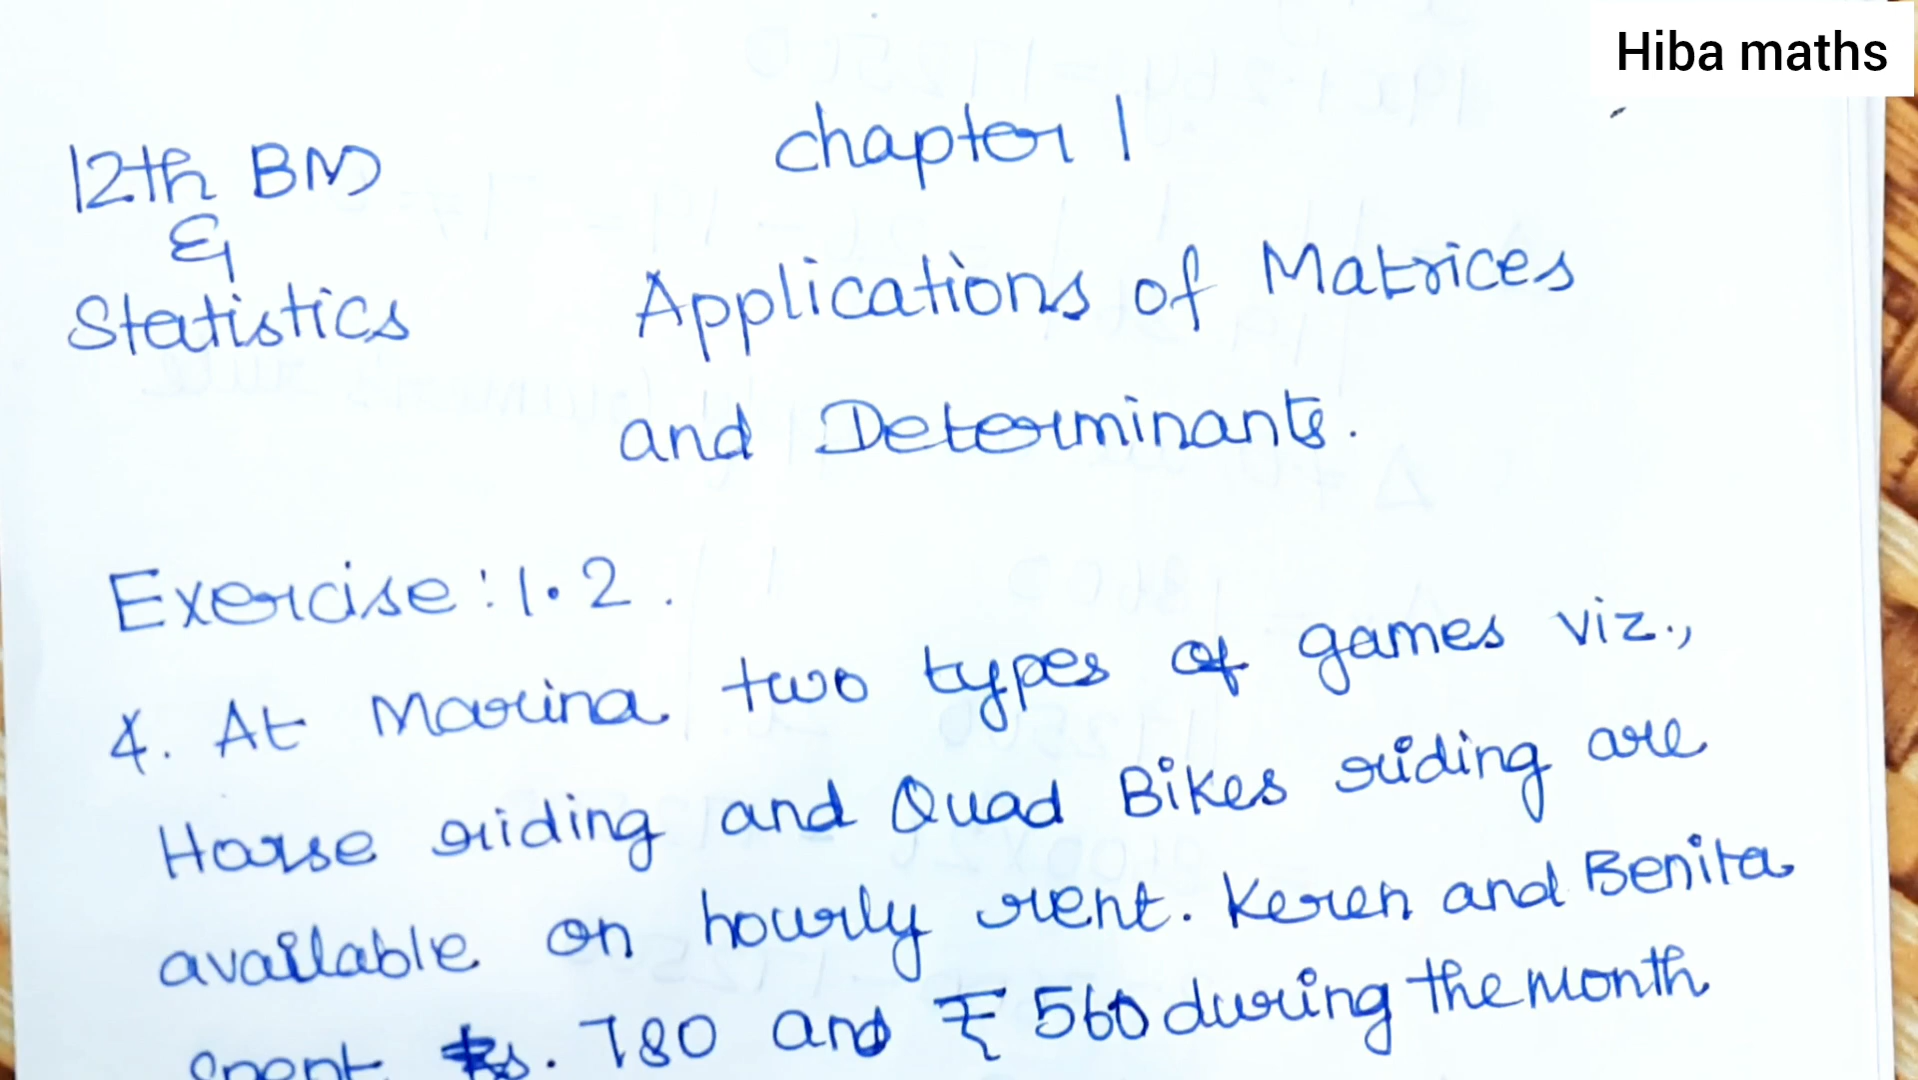 Hiba maths
chapter 1
12th BM
&
Statistics
Applications of Matrices
and Determinants.
Exercise: 1.2.
4. At Marina two types of games viz.,
Horse riding and Quad Bikes riding are
available on hourly rent. Keren and Benita
spent Rs. 780 and ₹ 560 during the month